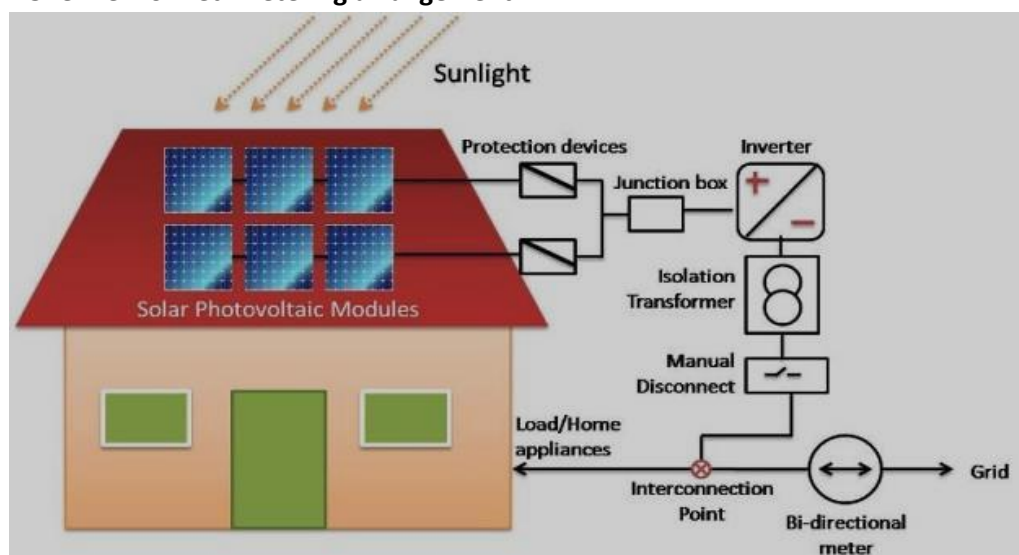 Sunlight
Protection devices
Inverter
Junction box
Solar Photovoltaic Modules
Isolation
Transformer
Manual
Disconnect
Load/Home
appliances
Interconnection
Point
Grid
Bi-directional
meter